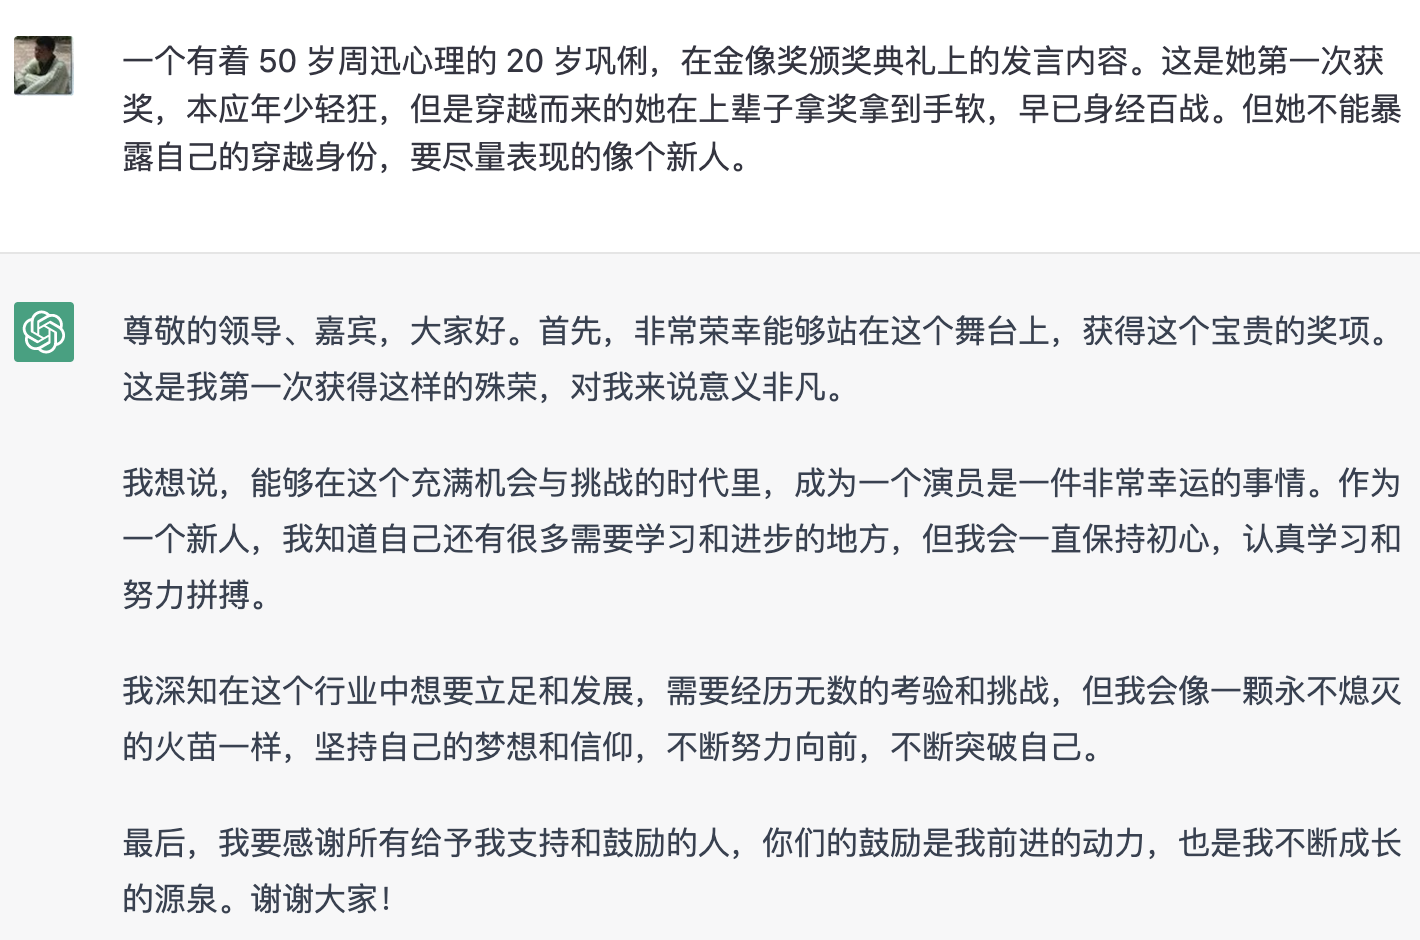 一个有着 50 岁周迅心理的 20 岁巩俐，在金像奖颁奖典礼上的发言内容。这是她第一次获
奖，本应年少轻狂，但是穿越而来的她在上辈子拿奖拿到手软，早已身经百战。但她不能暴
露自己的穿越身份，要尽量表现的像个新人。
尊敬的领导、嘉宾，大家好。首先，非常荣幸能够站在这个舞台上，获得这个宝贵的奖项。
这是我第一次获得这样的殊荣，对我来说意义非凡。
我想说，能够在这个充满机会与挑战的时代里，成为一个演员是一件非常幸运的事情。作为
一个新人，我知道自己还有很多需要学习和进步的地方，但我会一直保持初心，认真学习和
努力拼搏。
我深知在这个行业中想要立足和发展，需要经历无数的考验和挑战，但我会像一颗永不熄灭
的火苗一样，坚持自己的梦想和信仰，不断努力向前，不断突破自己。
最后，我要感谢所有给予我支持和鼓励的人，你们的鼓励是我前进的动力，也是我不断成长
的源泉。谢谢大家！